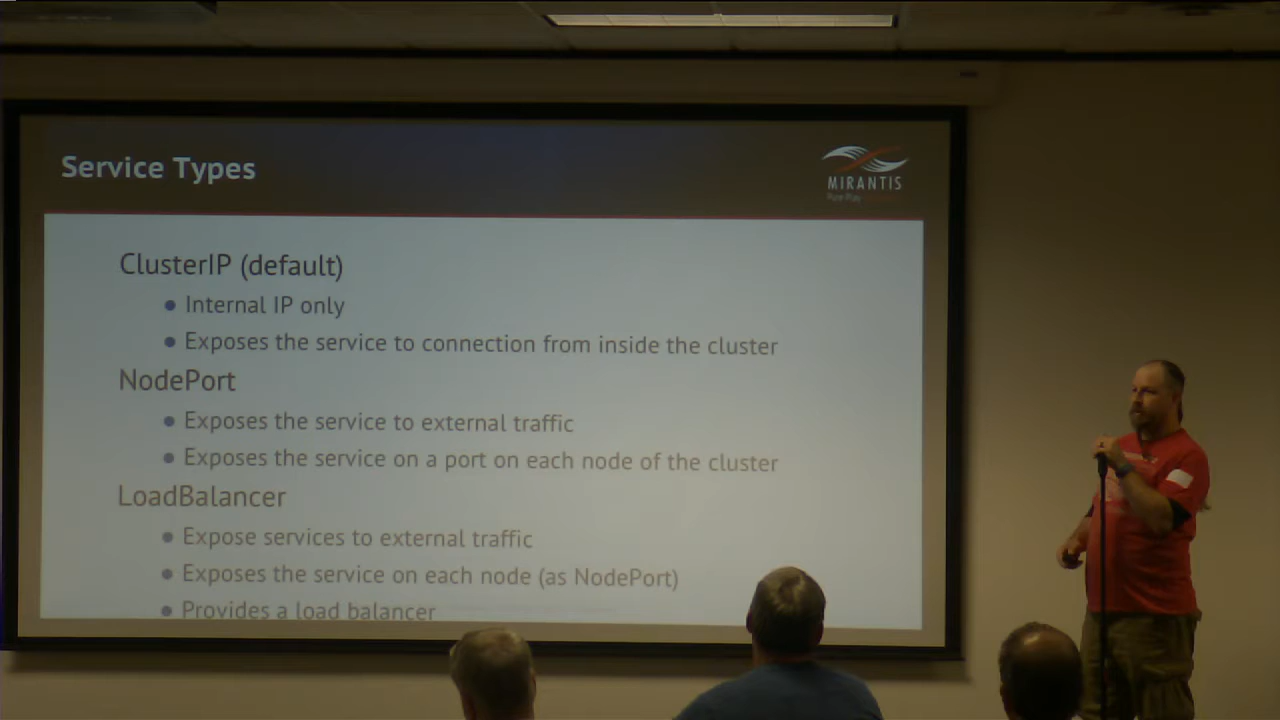 Service Types
MIRANTIS
Pure Play
ClusterIP (default)
Internal IP only
Exposes the service to connection from inside the cluster
NodePort
Exposes the service to external traffic
Exposes the service on a port on each node of the cluster
LoadBalancer
Expose services to external traffic
Exposes the service on each node (as NodePort)
Provides a load balancer